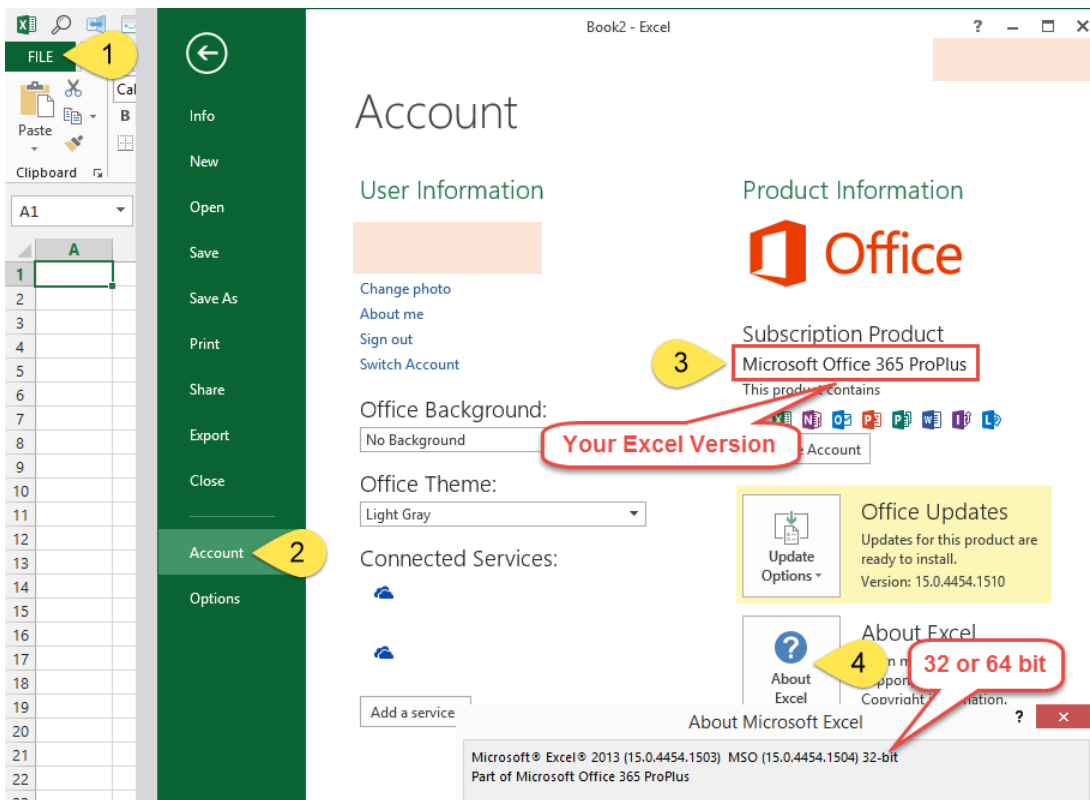 Book2 - Excel
? – X
FILE
1
Cal
B
Paste
Clipboard
A1
A
1
2
3
4
5
6
7
8
9
10
11
12
13
14
15
16
17
18
19
20
21
22
Info
New
Open
Save
Save As
Print
Share
Export
Close
Account
2
Options
Account
User Information
Change photo
About me
Sign out
Switch Account
Office Background:
No Background
Office Theme:
Light Gray
Connected Services:
Add a service
Product Information
Office
Subscription Product
3
Microsoft Office 365 ProPlus
This product contains
Your Excel Version
Account
Update
Options
Office Updates
Updates for this product are
ready to install.
Version: 15.0.4454.1510
?
About
Excel
4
About Excel
32 or 64 bit
Copyright
About Microsoft Excel
?
Microsoft® Excel® 2013 (15.0.4454.1503) MSO (15.0.4454.1504) 32-bit
Part of Microsoft Office 365 ProPlus